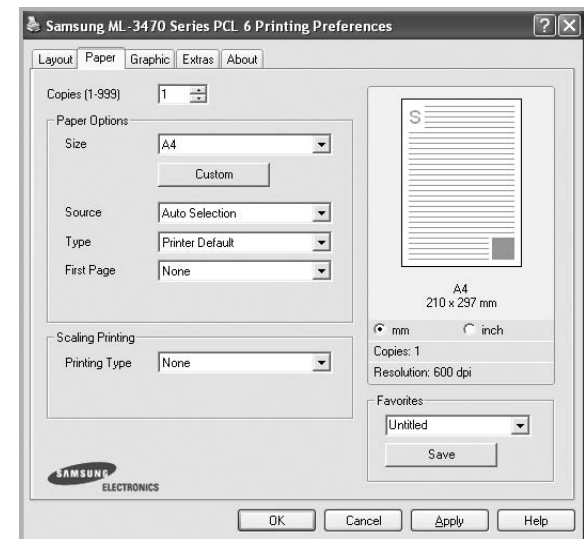 Samsung ML-3470 Series PCL 6 Printing Preferences
Layout Paper Graphic Extras About
Copies (1-999) 1
Paper Options
Size A4
Custom
Source Auto Selection
Type Printer Default
First Page None
Scaling Printing
Printing Type None
SAMSUNG
ELECTRONICS
S
A4
210 x 297 mm
mm inch
Copies: 1
Resolution: 600 dpi
Favorites
Untitled
Save
OK Cancel Apply Help